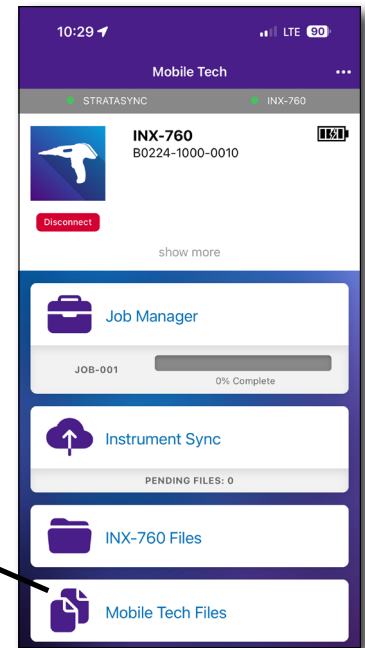 10:29 LTE 90
Mobile Tech
STRATASYNC INX-760
INX-760
B0224-1000-0010
Disconnect
show more
Job Manager
JOB-001
0% Complete
Instrument Sync
PENDING FILES: 0
INX-760 Files
Mobile Tech Files